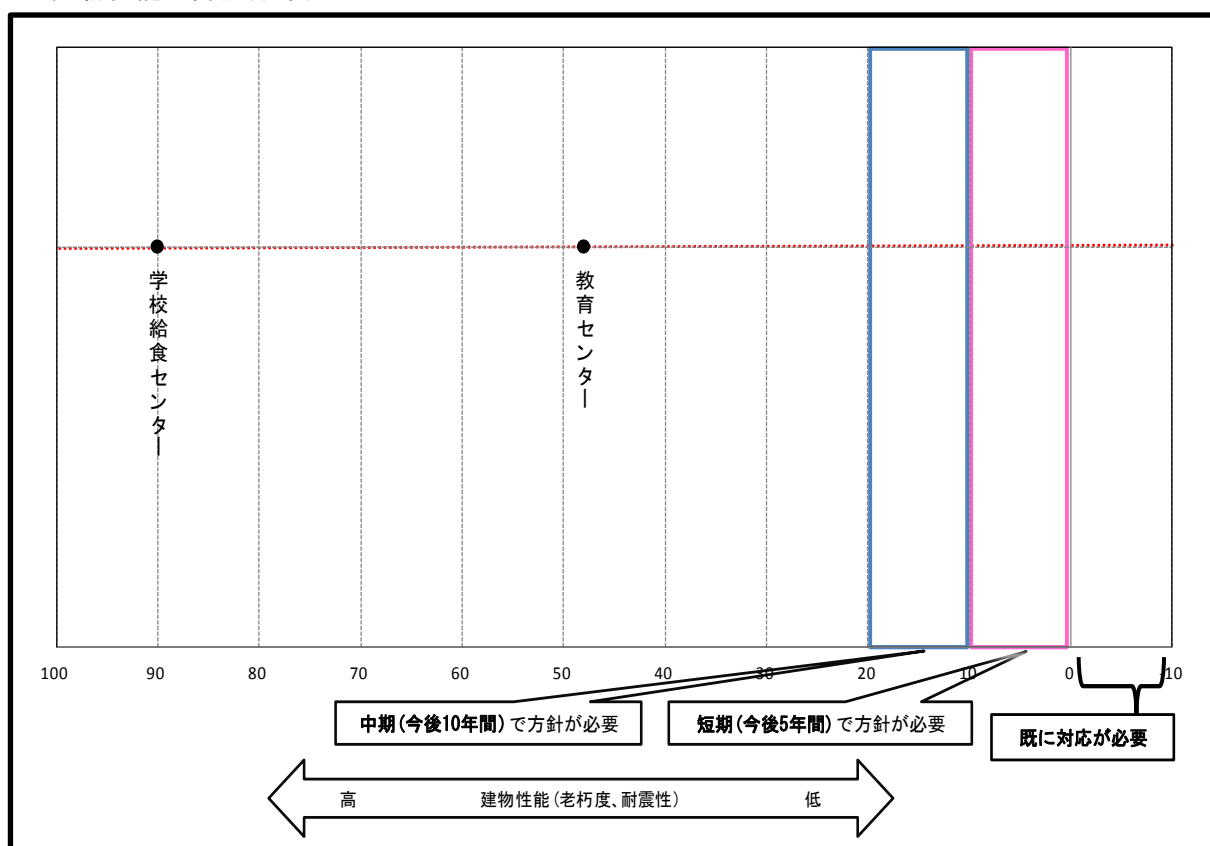 学校給食センター
教育センター
100 90 80 70 60 50 40 30 20 10 0 -10
中期(今後10年間)で方針が必要
短期(今後5年間)で方針が必要
既に対応が必要
高 建物性能(老朽度、耐震性) 低